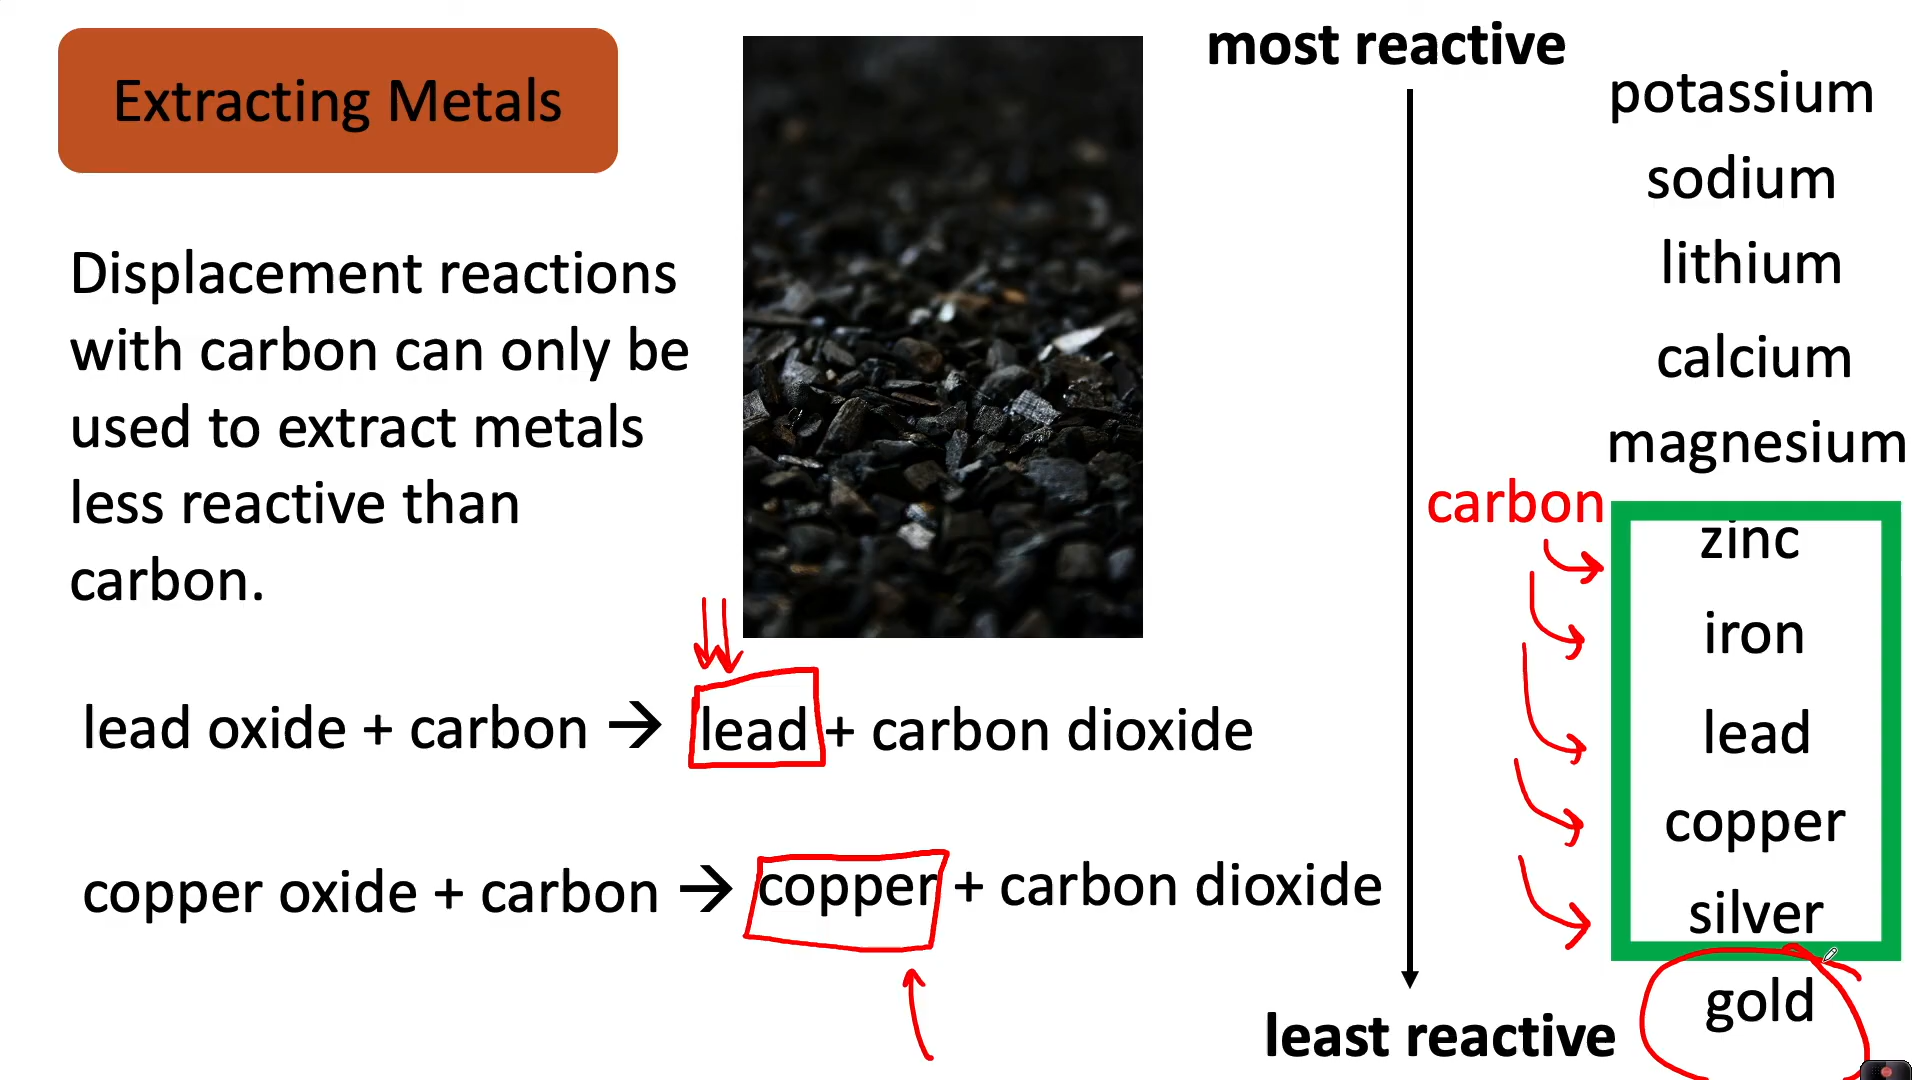 Extracting Metals
Displacement reactions
with carbon can only be
used to extract metals
less reactive than
carbon.
lead oxide + carbon → lead + carbon dioxide
copper oxide + carbon → copper + carbon dioxide
most reactive
least reactive
potassium
sodium
lithium
calcium
magnesium
carbon
zinc
iron
lead
copper
silver
gold